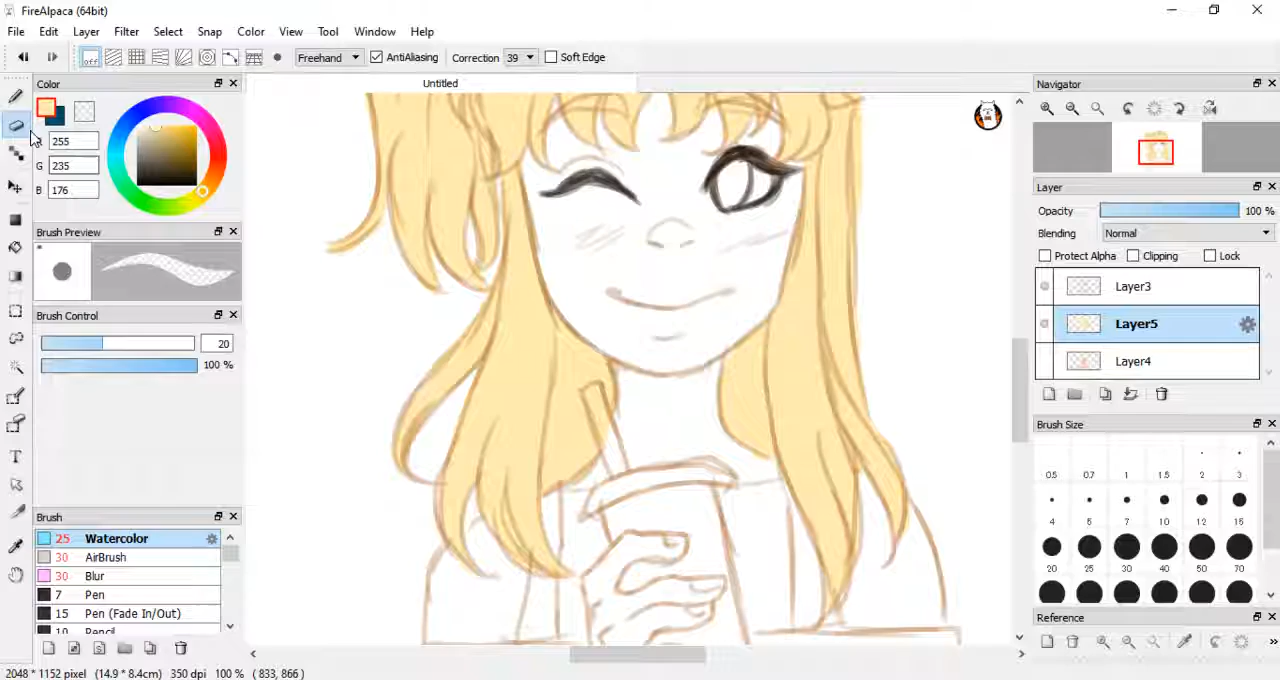 FireAlpaca (64bit)
File Edit Layer Filter Select Snap Color View Tool Window Help
off Freehand AntiAliasing Correction 39 Soft Edge
Color
Untitled
Navigator
255
G 235
B 176
Layer
Opacity 100 %
Blending Normal
Protect Alpha Clipping Lock
Layer3
Layer5
Layer4
Brush Preview
Brush Control
20
100 %
Brush Size
0.5 0.7 1 1.5 2 3
4 5 7 10 12 15
20 25 30 40 50 70
Brush
25 Watercolor
30 AirBrush
30 Blur
7 Pen
15 Pen (Fade In/Out)
10 Pencil
Reference
2048 * 1152 pixel (14.9 * 8.4cm) 350 dpi 100 % ( 833, 866 )